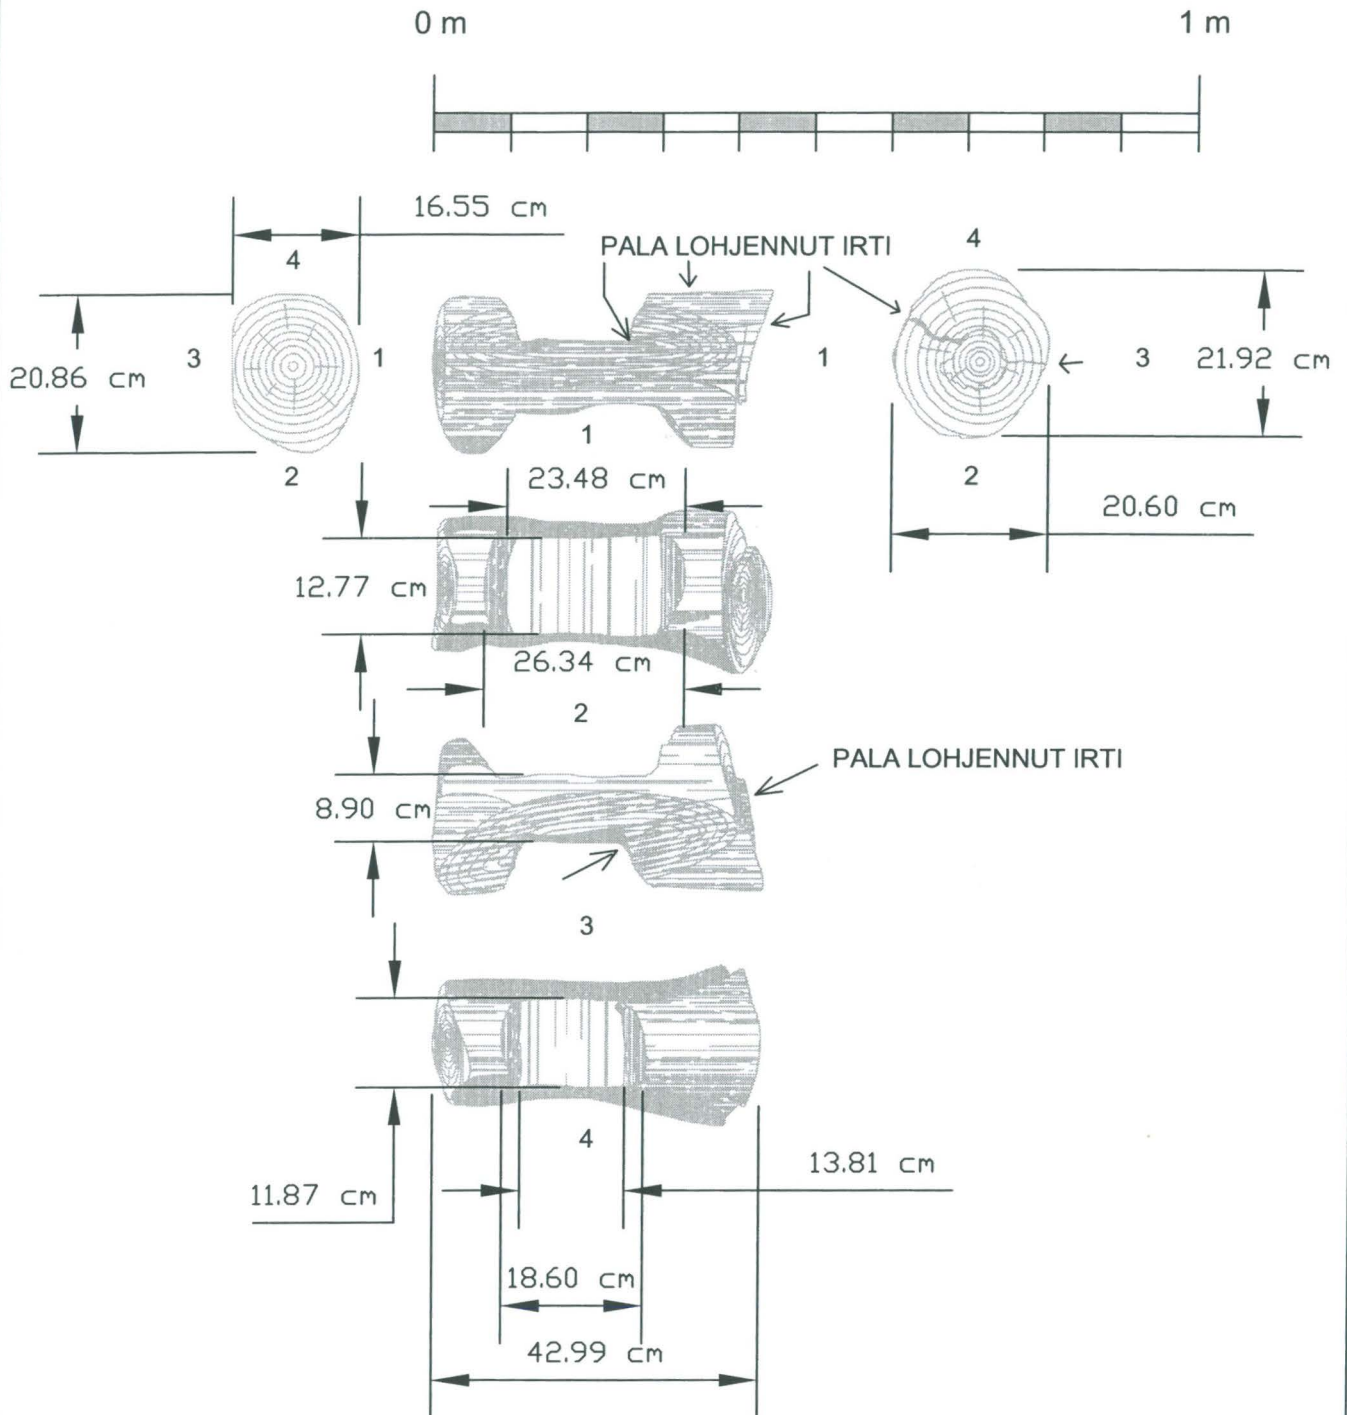 0 m 1 m
16.55 cm
PALA LOHJENNUT IRTI
4 4
3 1 1 3
20.86 cm 21.92 cm
1
2 2
23.48 cm
20.60 cm
12.77 cm
26.34 cm
2
PALA LOHJENNUT IRTI
8.90 cm
3
4
13.81 cm
11.87 cm
18.60 cm
42.99 cm